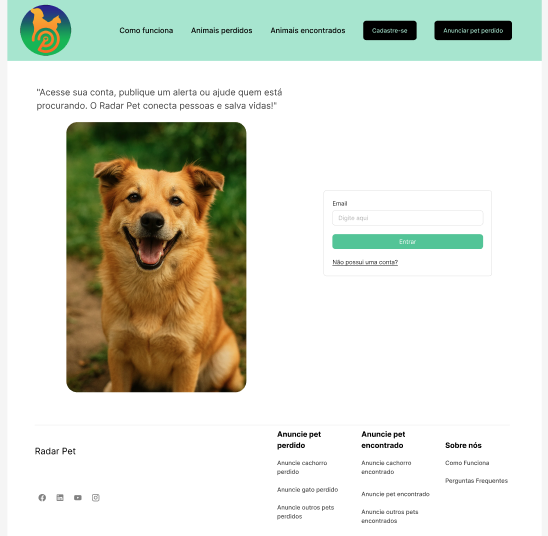 Como funciona
Animais perdidos
Animais encontrados
Cadastre-se
Anunciar pet perdido
"Acesse sua conta, publique um alerta ou ajude quem está
procurando. O Radar Pet conecta pessoas e salva vidas!"
Email
Digite aqui
Entrar
Não possui uma conta?
Radar Pet
Anuncie pet
perdido
Anuncie cachorro
perdido
Anuncie gato perdido
Anuncie outros pets
perdidos
Anuncie pet
encontrado
Anuncie cachorro
encontrado
Anuncie pet encontrado
Anuncie outros pets
encontrados
Sobre nós
Como Funciona
Perguntas Frequentes